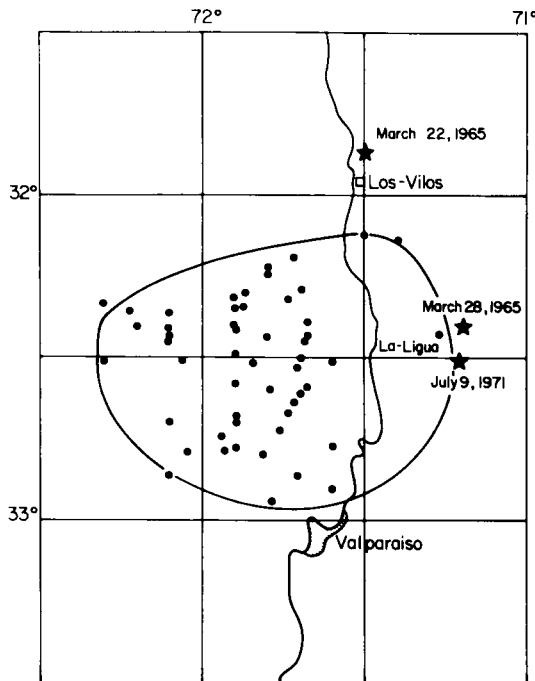 72° 71°
March 22, 1965
Los-Vilos
32°
March 28, 1965
La-Ligua
July 9, 1971
33°
Valparaiso